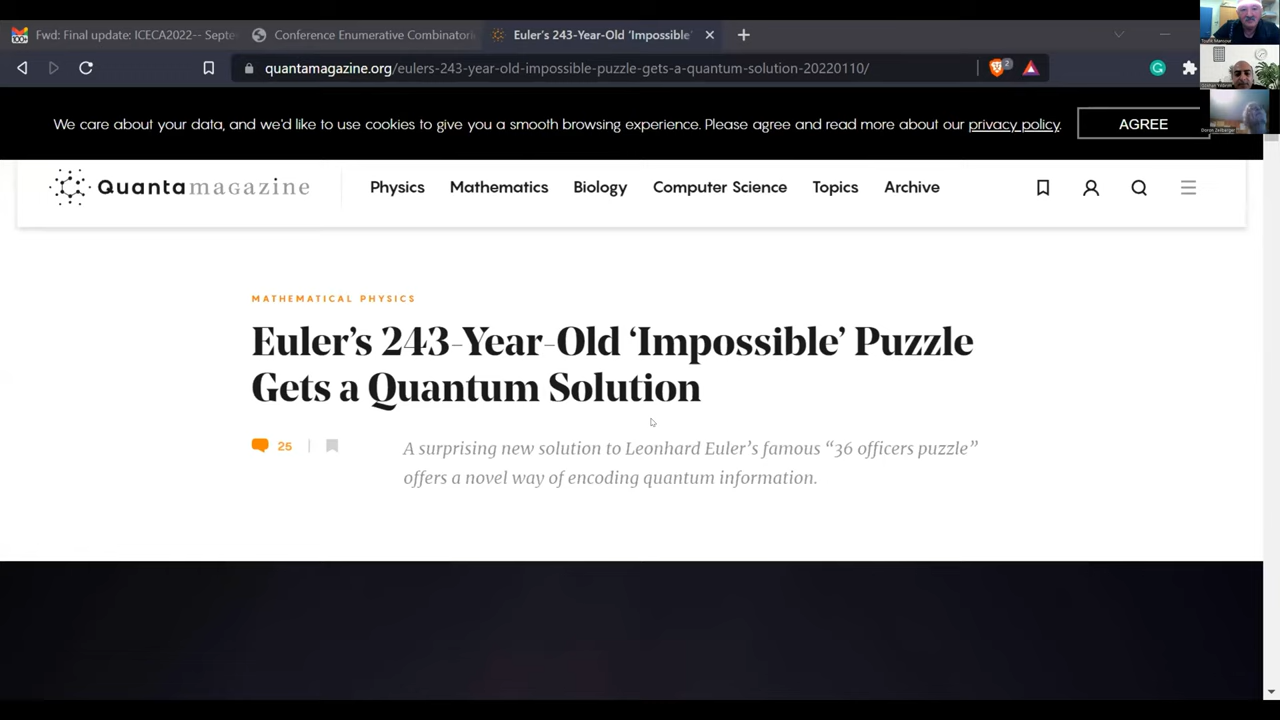 Fwd: Final update: ICECA2022-- Septe
Conference Enumerative Combinatori
Euler's 243-Year-Old ‘Impossible’
quantamagazine.org/eulers-243-year-old-impossible-puzzle-gets-a-quantum-solution-20220110/
2
We care about your data, and we'd like to use cookies to give you a smooth browsing experience. Please agree and read more about our privacy policy.
AGREE
Quantamagazine
Physics
Mathematics
Biology
Computer Science
Topics
Archive
MATHEMATICAL PHYSICS
Euler’s 243-Year-Old ‘Impossible’ Puzzle
Gets a Quantum Solution
25
A surprising new solution to Leonhard Euler’s famous “36 officers puzzle”
offers a novel way of encoding quantum information.